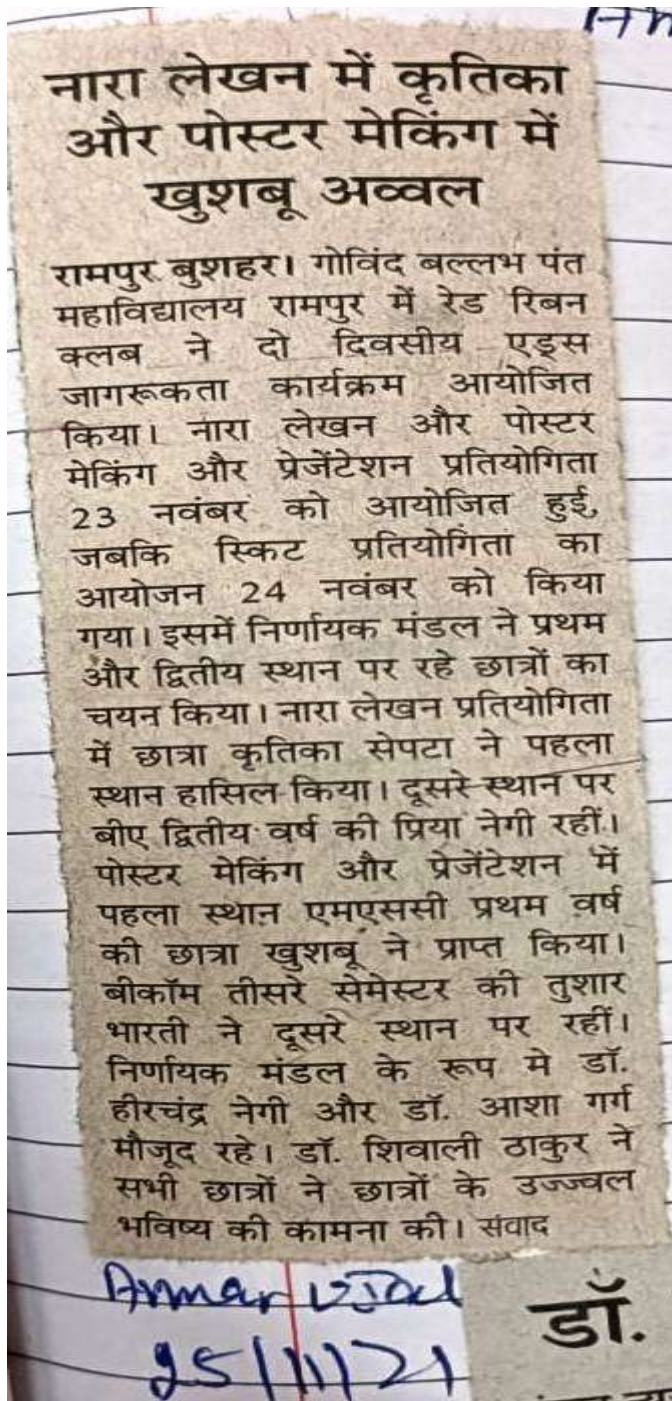 नारा लेखन में कृतिका
और पोस्टर मेकिंग में
खुशबू अव्वल
रामपुर बुशहर। गोविंद बल्लभ पंत
महाविद्यालय रामपुर में रेड रिबन
क्लब ने दो दिवसीय एड्स
जागरूकता कार्यक्रम आयोजित
किया। नारा लेखन और पोस्टर
मेकिंग और प्रेजेंटेशन प्रतियोगिता
23 नवंबर को आयोजित हुई,
जबकि स्किट प्रतियोगिता का
आयोजन 24 नवंबर को किया
गया। इसमें निर्णायक मंडल ने प्रथम
और द्वितीय स्थान पर रहे छात्रों का
चयन किया। नारा लेखन प्रतियोगिता
में छात्रा कृतिका सेपटा ने पहला
स्थान हासिल किया। दूसरे स्थान पर
बीए द्वितीय वर्ष की प्रिया नेगी रहीं।
पोस्टर मेकिंग और प्रेजेंटेशन में
पहला स्थान एमएससी प्रथम वर्ष
की छात्रा खुशबू ने प्राप्त किया।
बीकॉम तीसरे सेमेस्टर की तुशार
भारती ने दूसरे स्थान पर रहीं।
निर्णायक मंडल के रूप मे डॉ.
हीरचंद्र नेगी और डॉ. आशा गर्ग
मौजूद रहे। डॉ. शिवाली ठाकुर ने
सभी छात्रों ने छात्रों के उज्ज्वल
भविष्य की कामना की। संवाद
Ammar
25/11/21
डॉ.